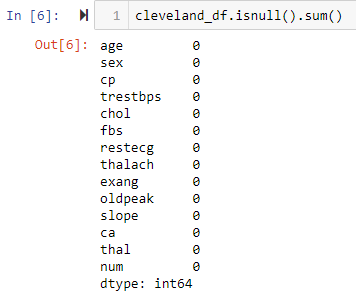 In [6]: 1 cleveland_df.isnull().sum()
Out[6]: age 0
sex 0
cp 0
trestbps 0
chol 0
fbs 0
restecg 0
thalach 0
exang 0
oldpeak 0
slope 0
ca 0
thal 0
num 0
dtype: int64